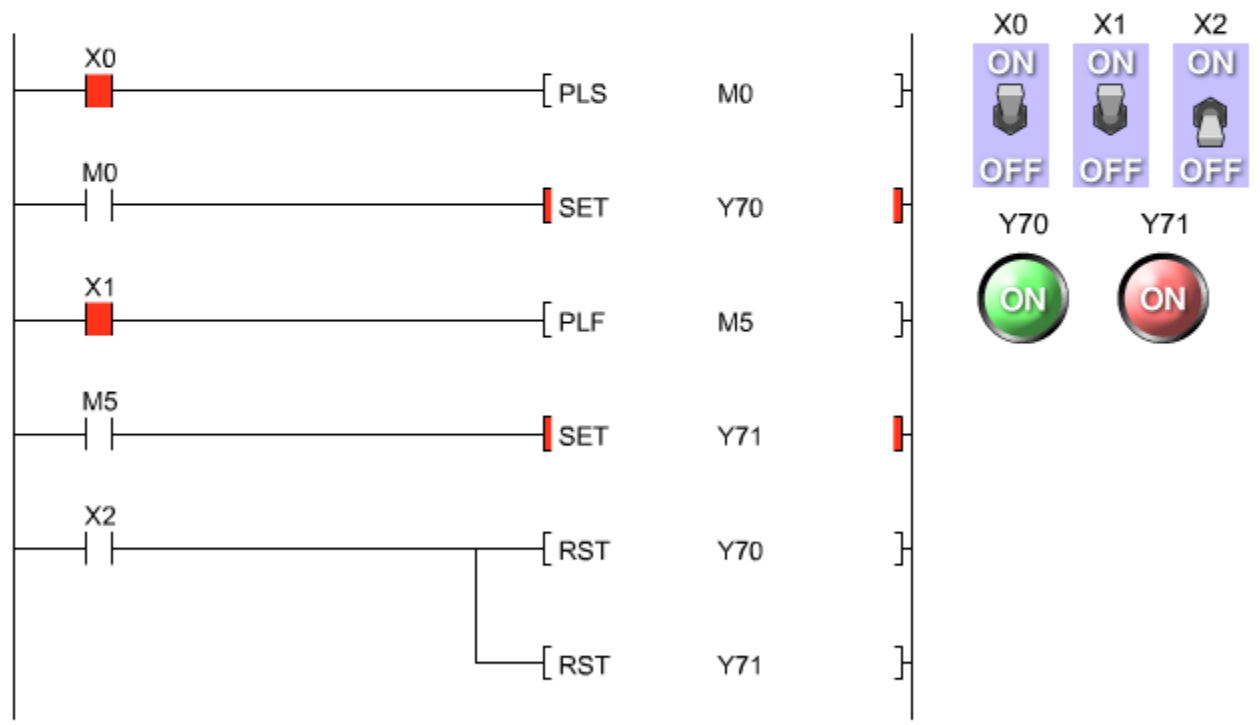 X0
PLS M0
M0
SET Y70
X1
PLF M5
M5
SET Y71
X2
RST Y70
RST Y71
X0 X1 X2
ON ON ON
OFF OFF OFF
Y70 Y71
ON ON